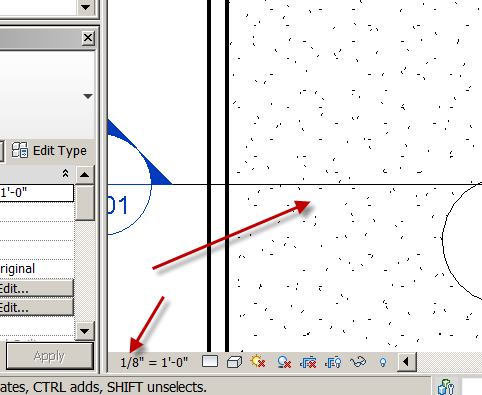 Edit Type
1'-0"
01
riginal
Edit...
Edit...
Apply
1/8" = 1'-0"
ates, CTRL adds, SHIFT unselects.